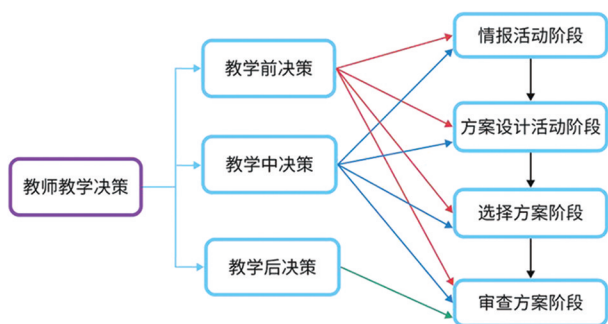 教师教学决策
教学前决策
教学中决策
教学后决策
情报活动阶段
方案设计活动阶段
选择方案阶段
审查方案阶段